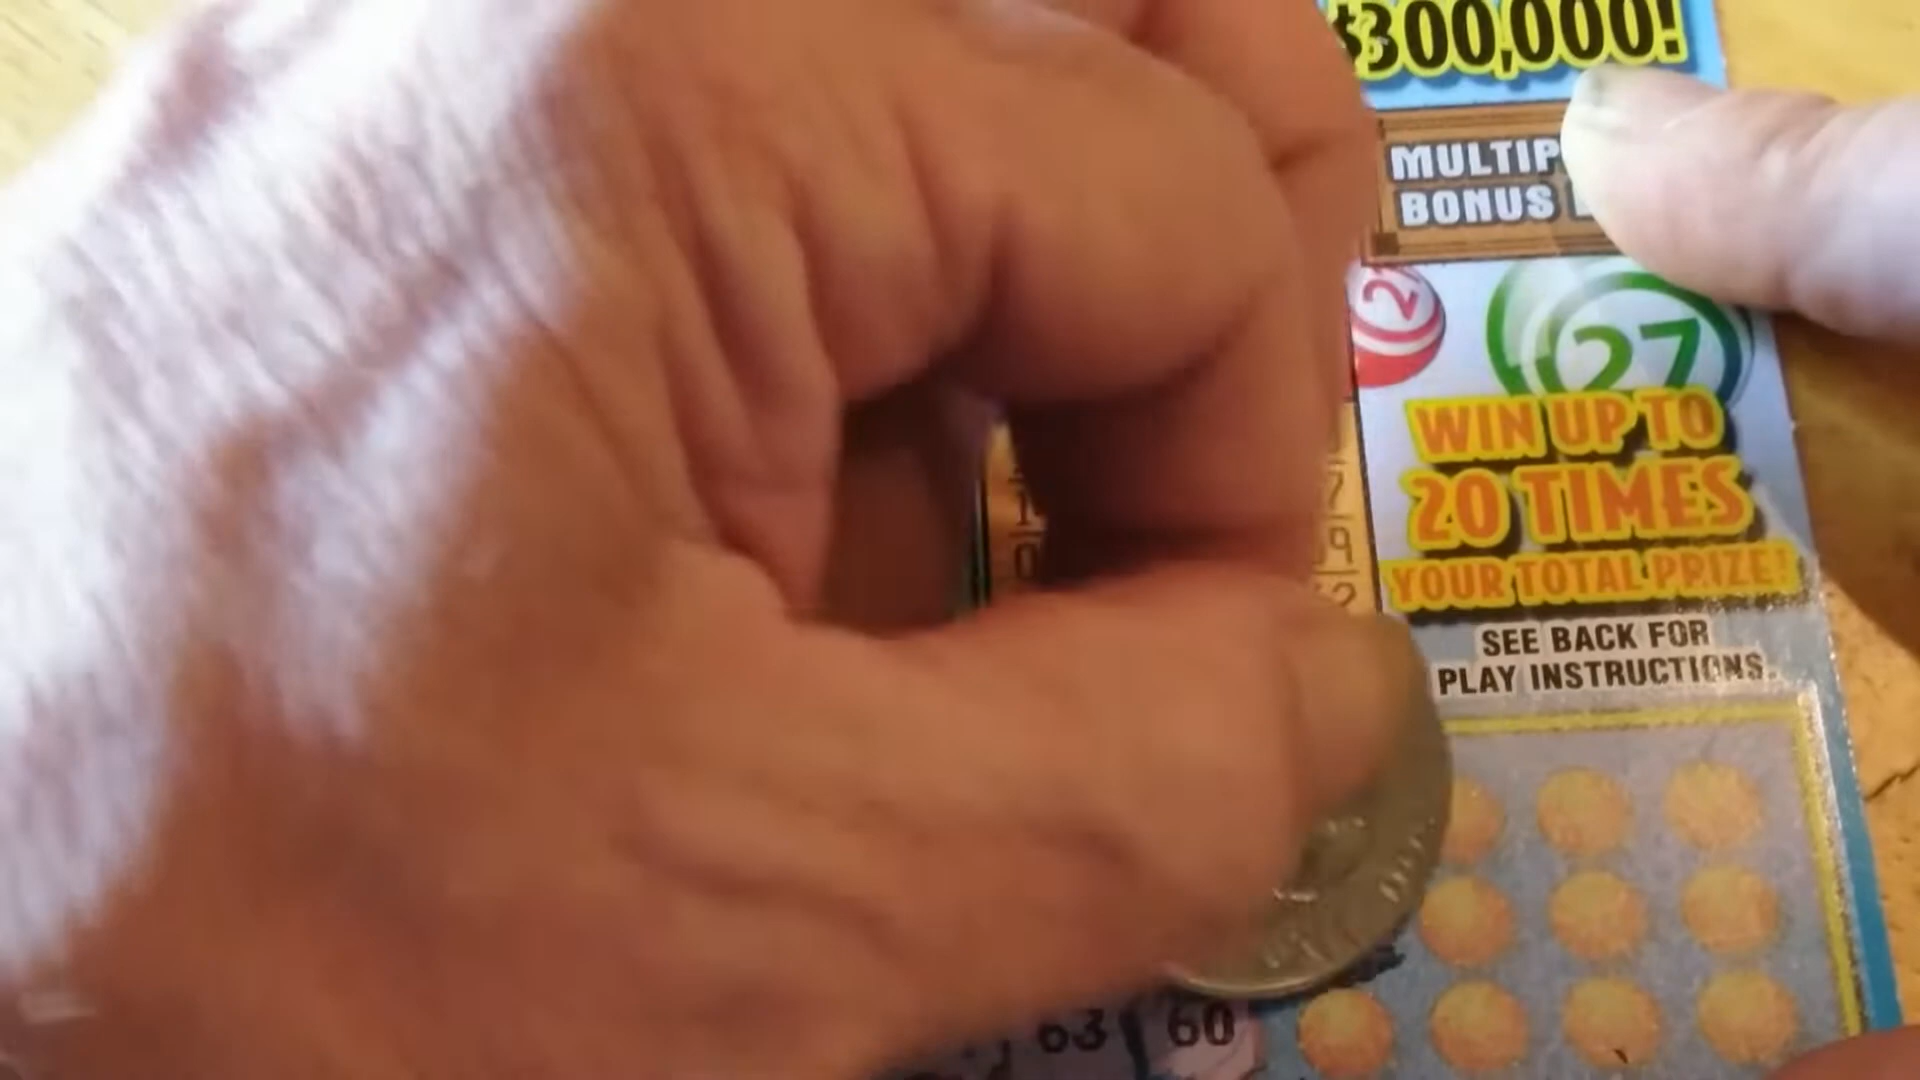 $300,000!
MULTIP
BONUS
27
WIN UP TO
20 TIMES
YOUR TOTAL PRIZE!
SEE BACK FOR
PLAY INSTRUCTIONS.
63 60